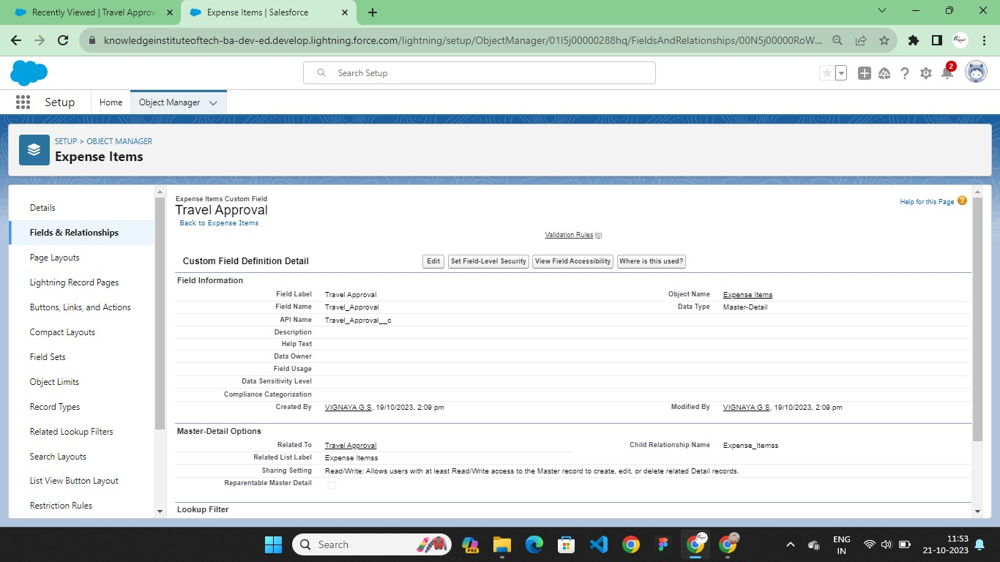 Recently Viewed | Travel Approv
Expense Items | Salesforce
knowledgeinstituteoftech-ba-dev-ed.develop.lightning.force.com/lightning/setup/ObjectManager/01I5j00000288hq/FieldsAndRelationships/00N5j00000RoW...
Search Setup
2
Setup
Home
Object Manager
SETUP > OBJECT MANAGER
Expense Items
Details
Fields & Relationships
Page Layouts
Lightning Record Pages
Buttons, Links, and Actions
Compact Layouts
Field Sets
Object Limits
Record Types
Related Lookup Filters
Search Layouts
List View Button Layout
Restriction Rules
Expense Items Custom Field
Travel Approval
Back to Expense Items
Help for this Page
Validation Rules [0]
Custom Field Definition Detail
Edit
Set Field-Level Security
View Field Accessibility
Where is this used?
Field Information
Field Label Travel Approval Object Name Expense Items
Field Name Travel_Approval Data Type Master-Detail
API Name Travel_Approval__c
Description
Help Text
Data Owner
Field Usage
Data Sensitivity Level
Compliance Categorization
Created By VIGNAYA G S, 19/10/2023, 2:09 pm Modified By VIGNAYA G S, 19/10/2023, 2:09 pm
Master-Detail Options
Related To Travel Approval Child Relationship Name Expense_Itemss
Related List Label Expense Itemss
Sharing Setting Read/Write: Allows users with at least Read/Write access to the Master record to create, edit, or delete related Detail records.
Reparentable Master Detail
Lookup Filter
Search
PRE
ENG
IN
11:53
21-10-2023